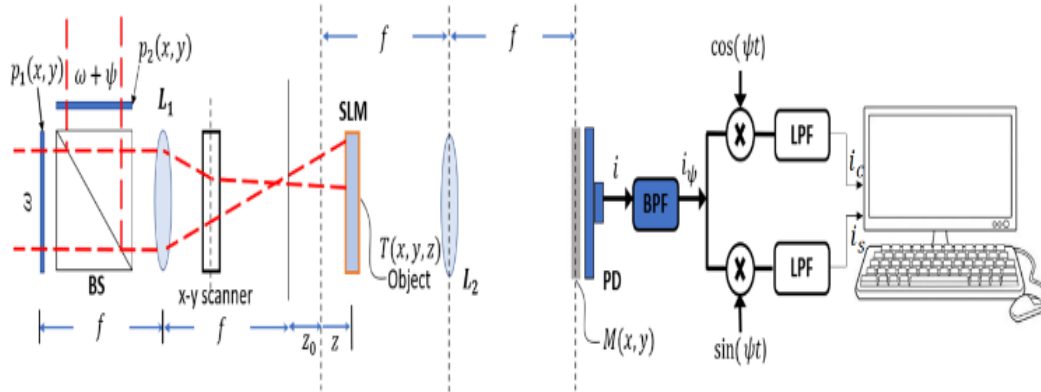 p₁(x, y)
p₂(x, y)
ω + ψ
L₁
ω
BS
x-y scanner
f
f
z₀
z
SLM
T(x, y, z)
Object
f
f
L₂
M(x, y)
PD
i
BPF
i_ψ
cos(ψt)
×
LPF
i_c
×
LPF
i_s
sin(ψt)